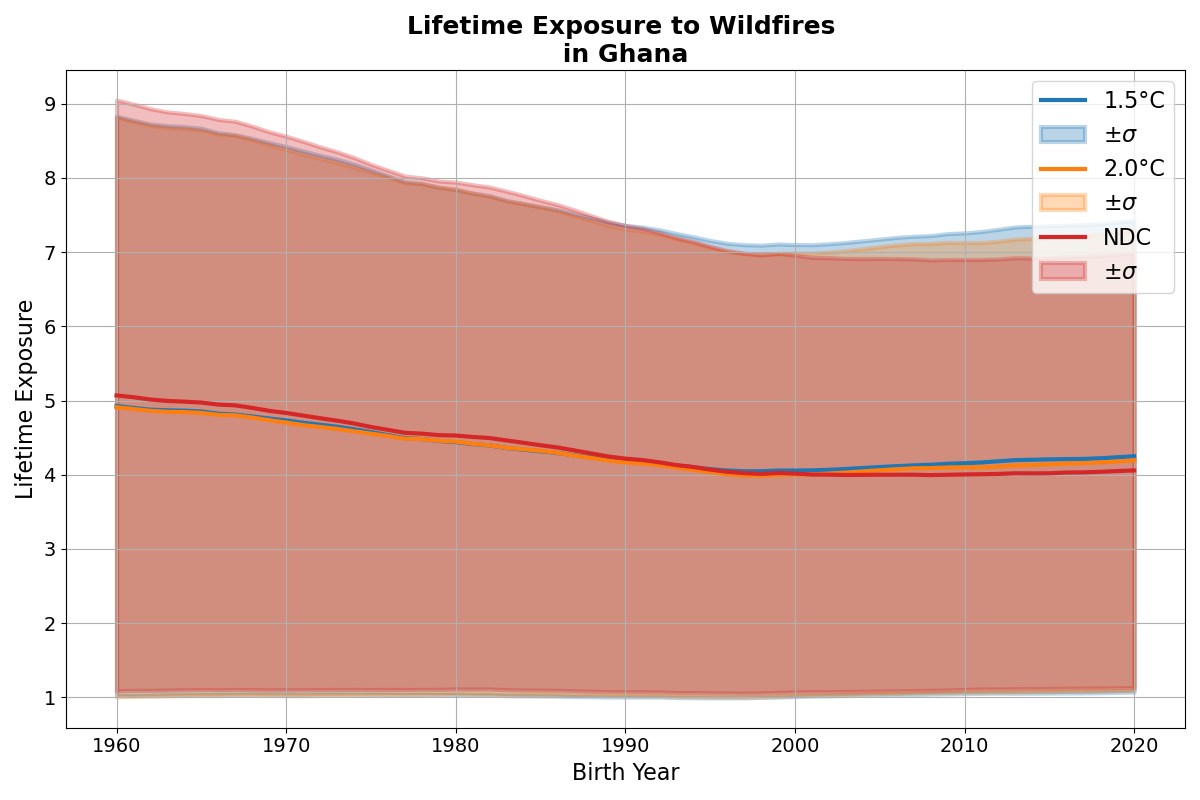 Lifetime Exposure to Wildfires
in Ghana
Lifetime Exposure
9
8
7
6
5
4
3
2
1
1960
1970
1980
1990
2000
2010
2020
Birth Year
1.5°C
±σ
2.0°C
±σ
NDC
±σ